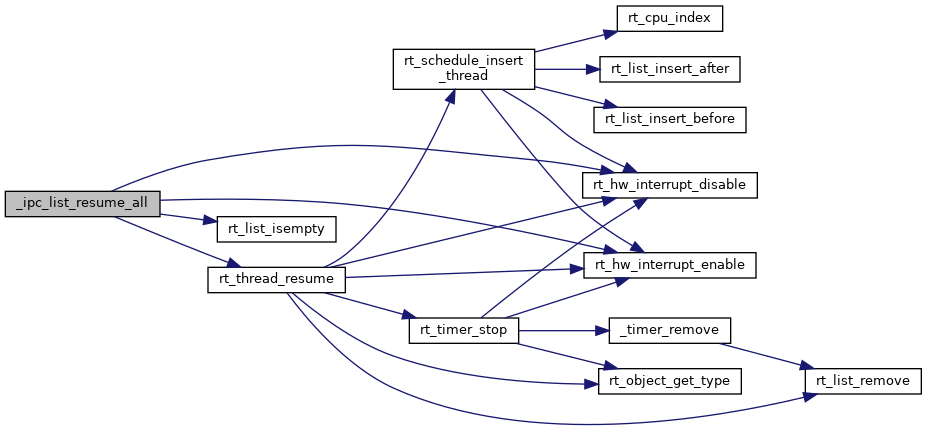 rt_cpu_index
rt_schedule_insert
_thread
rt_list_insert_after
rt_list_insert_before
rt_hw_interrupt_disable
_ipc_list_resume_all
rt_list_isempty
rt_hw_interrupt_enable
rt_thread_resume
rt_timer_stop
_timer_remove
rt_object_get_type
rt_list_remove